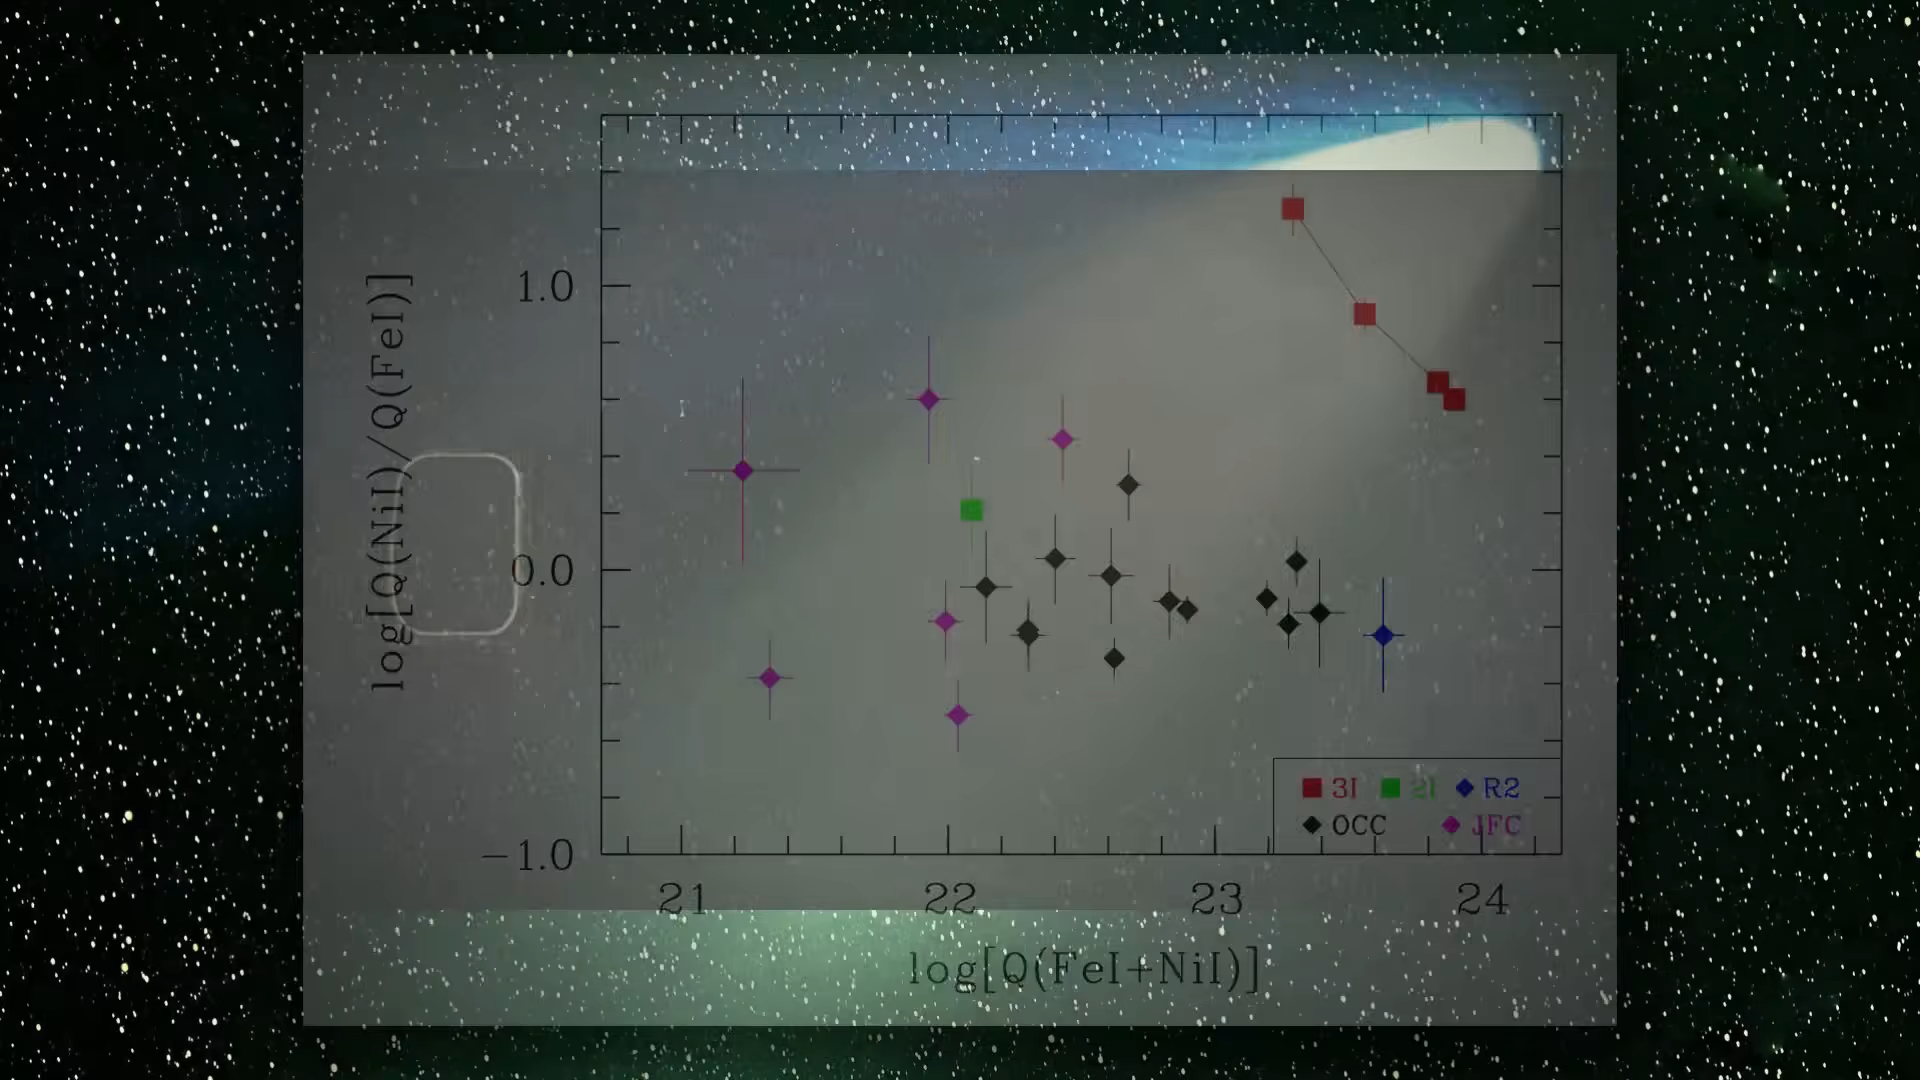 log[Q(NiI)/Q(FeI)]
1.0
0.0
−1.0
21 22 23 24
log[Q(FeI+NiI)]
3I 2I R2
OCC JFC